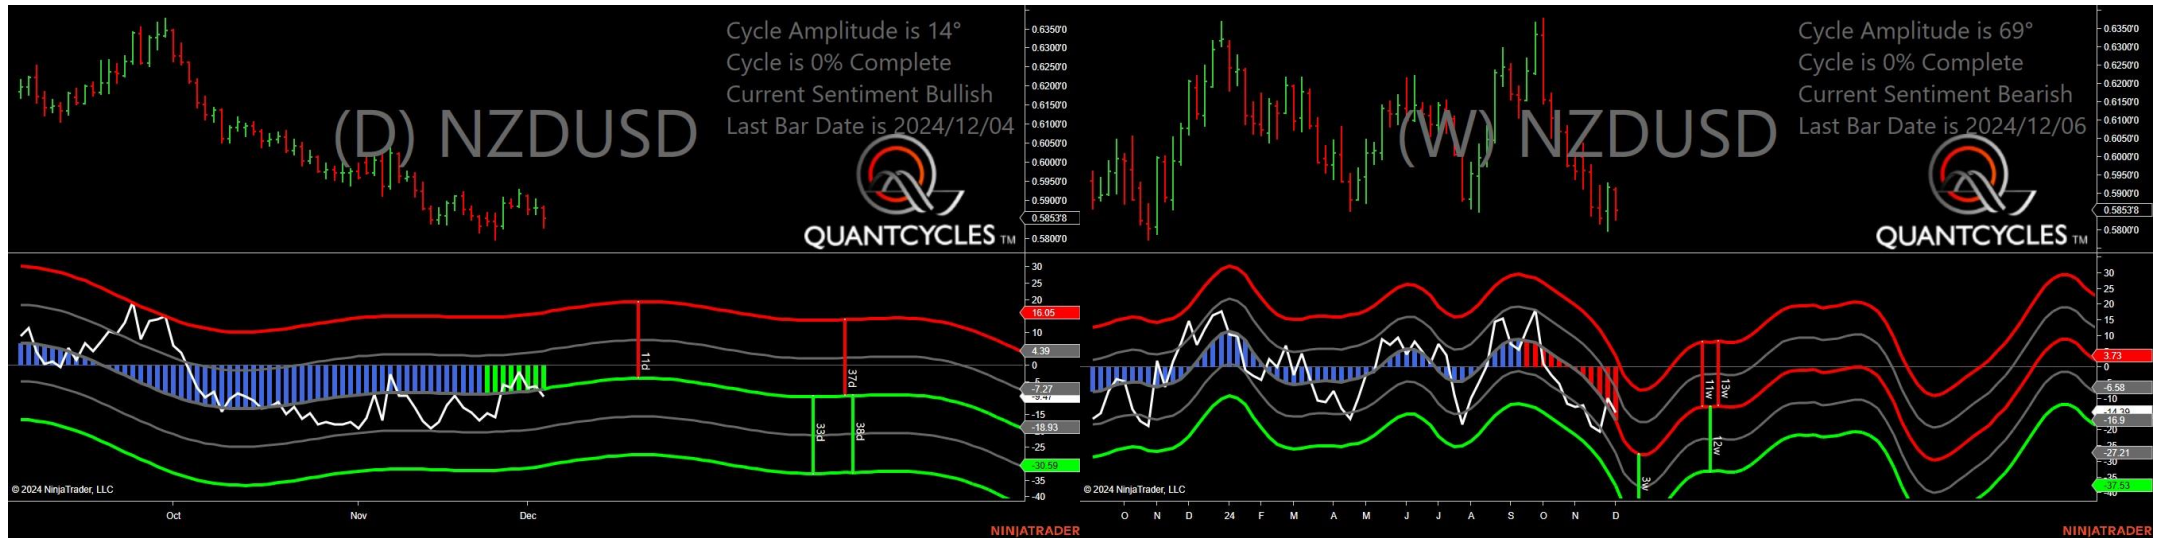 Cycle Amplitude is 14°
Cycle is 0% Complete
Current Sentiment Bullish
Last Bar Date is 2024/12/04
(D) NZDUSD
QUANTCYCLES TM
0.6350'0
0.6300'0
0.6250'0
0.6200'0
0.6150'0
0.6100'0
0.6050'0
0.6000'0
0.5950'0
0.5900'0
0.5853'8
0.5800'0
30
25
20
16.05
10
4.39
0
-7.27
-9.47
-15
-18.93
-25
-30.59
-35
-40
11d
37d
33d
38d
© 2024 NinjaTrader, LLC
Oct
Nov
Dec
NINJATRADER
Cycle Amplitude is 69°
Cycle is 0% Complete
Current Sentiment Bearish
Last Bar Date is 2024/12/06
(W) NZDUSD
QUANTCYCLES TM
0.6350'0
0.6300'0
0.6250'0
0.6200'0
0.6150'0
0.6100'0
0.6050'0
0.6000'0
0.5950'0
0.5900'0
0.5853'8
0.5800'0
30
25
20
15
10
3.73
0
-6.58
-10
-14.39
-16.9
-20
-27.21
-30
-37.53
-40
11w
13w
12w
3w
© 2024 NinjaTrader, LLC
O
N
D
24
F
M
A
M
J
J
A
S
O
N
D
NINJATRADER